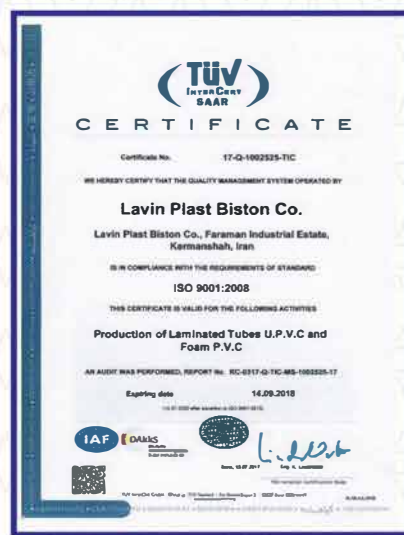 TÜV
INTERCERT
SAAR
CERTIFICATE
Certificate No. 17-Q-1002525-TIC
WE HEREBY CERTIFY THAT THE QUALITY MANAGEMENT SYSTEM OPERATED BY
Lavin Plast Biston Co.
Lavin Plast Biston Co., Faraman Industrial Estate,
Kermanshah, Iran
IS IN COMPLIANCE WITH THE REQUIREMENTS OF STANDARD
ISO 9001:2008
THIS CERTIFICATE IS VALID FOR THE FOLLOWING ACTIVITIES
Production of Laminated Tubes U.P.V.C and
Foam P.V.C
AN AUDIT WAS PERFORMED, REPORT No. RC-0317-Q-TIC-MS-1002525-17
Expiring date 14.09.2018
IAF
DAkkS